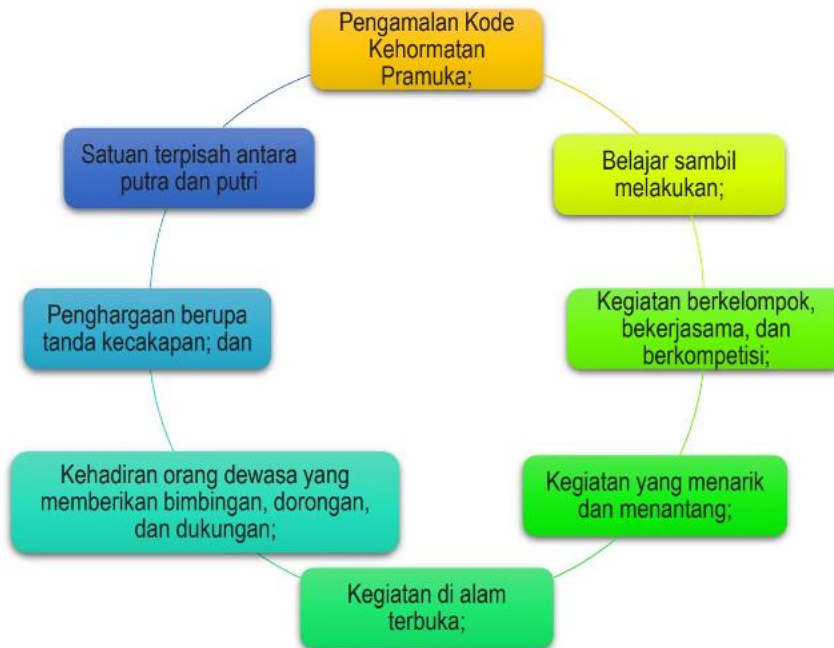 Pengamalan Kode
Kehormatan
Pramuka;
Belajar sambil
melakukan;
Kegiatan berkelompok,
bekerjasama, dan
berkompetisi;
Kegiatan yang menarik
dan menantang;
Kegiatan di alam
terbuka;
Kehadiran orang dewasa yang
memberikan bimbingan, dorongan,
dan dukungan;
Penghargaan berupa
tanda kecakapan; dan
Satuan terpisah antara
putra dan putri